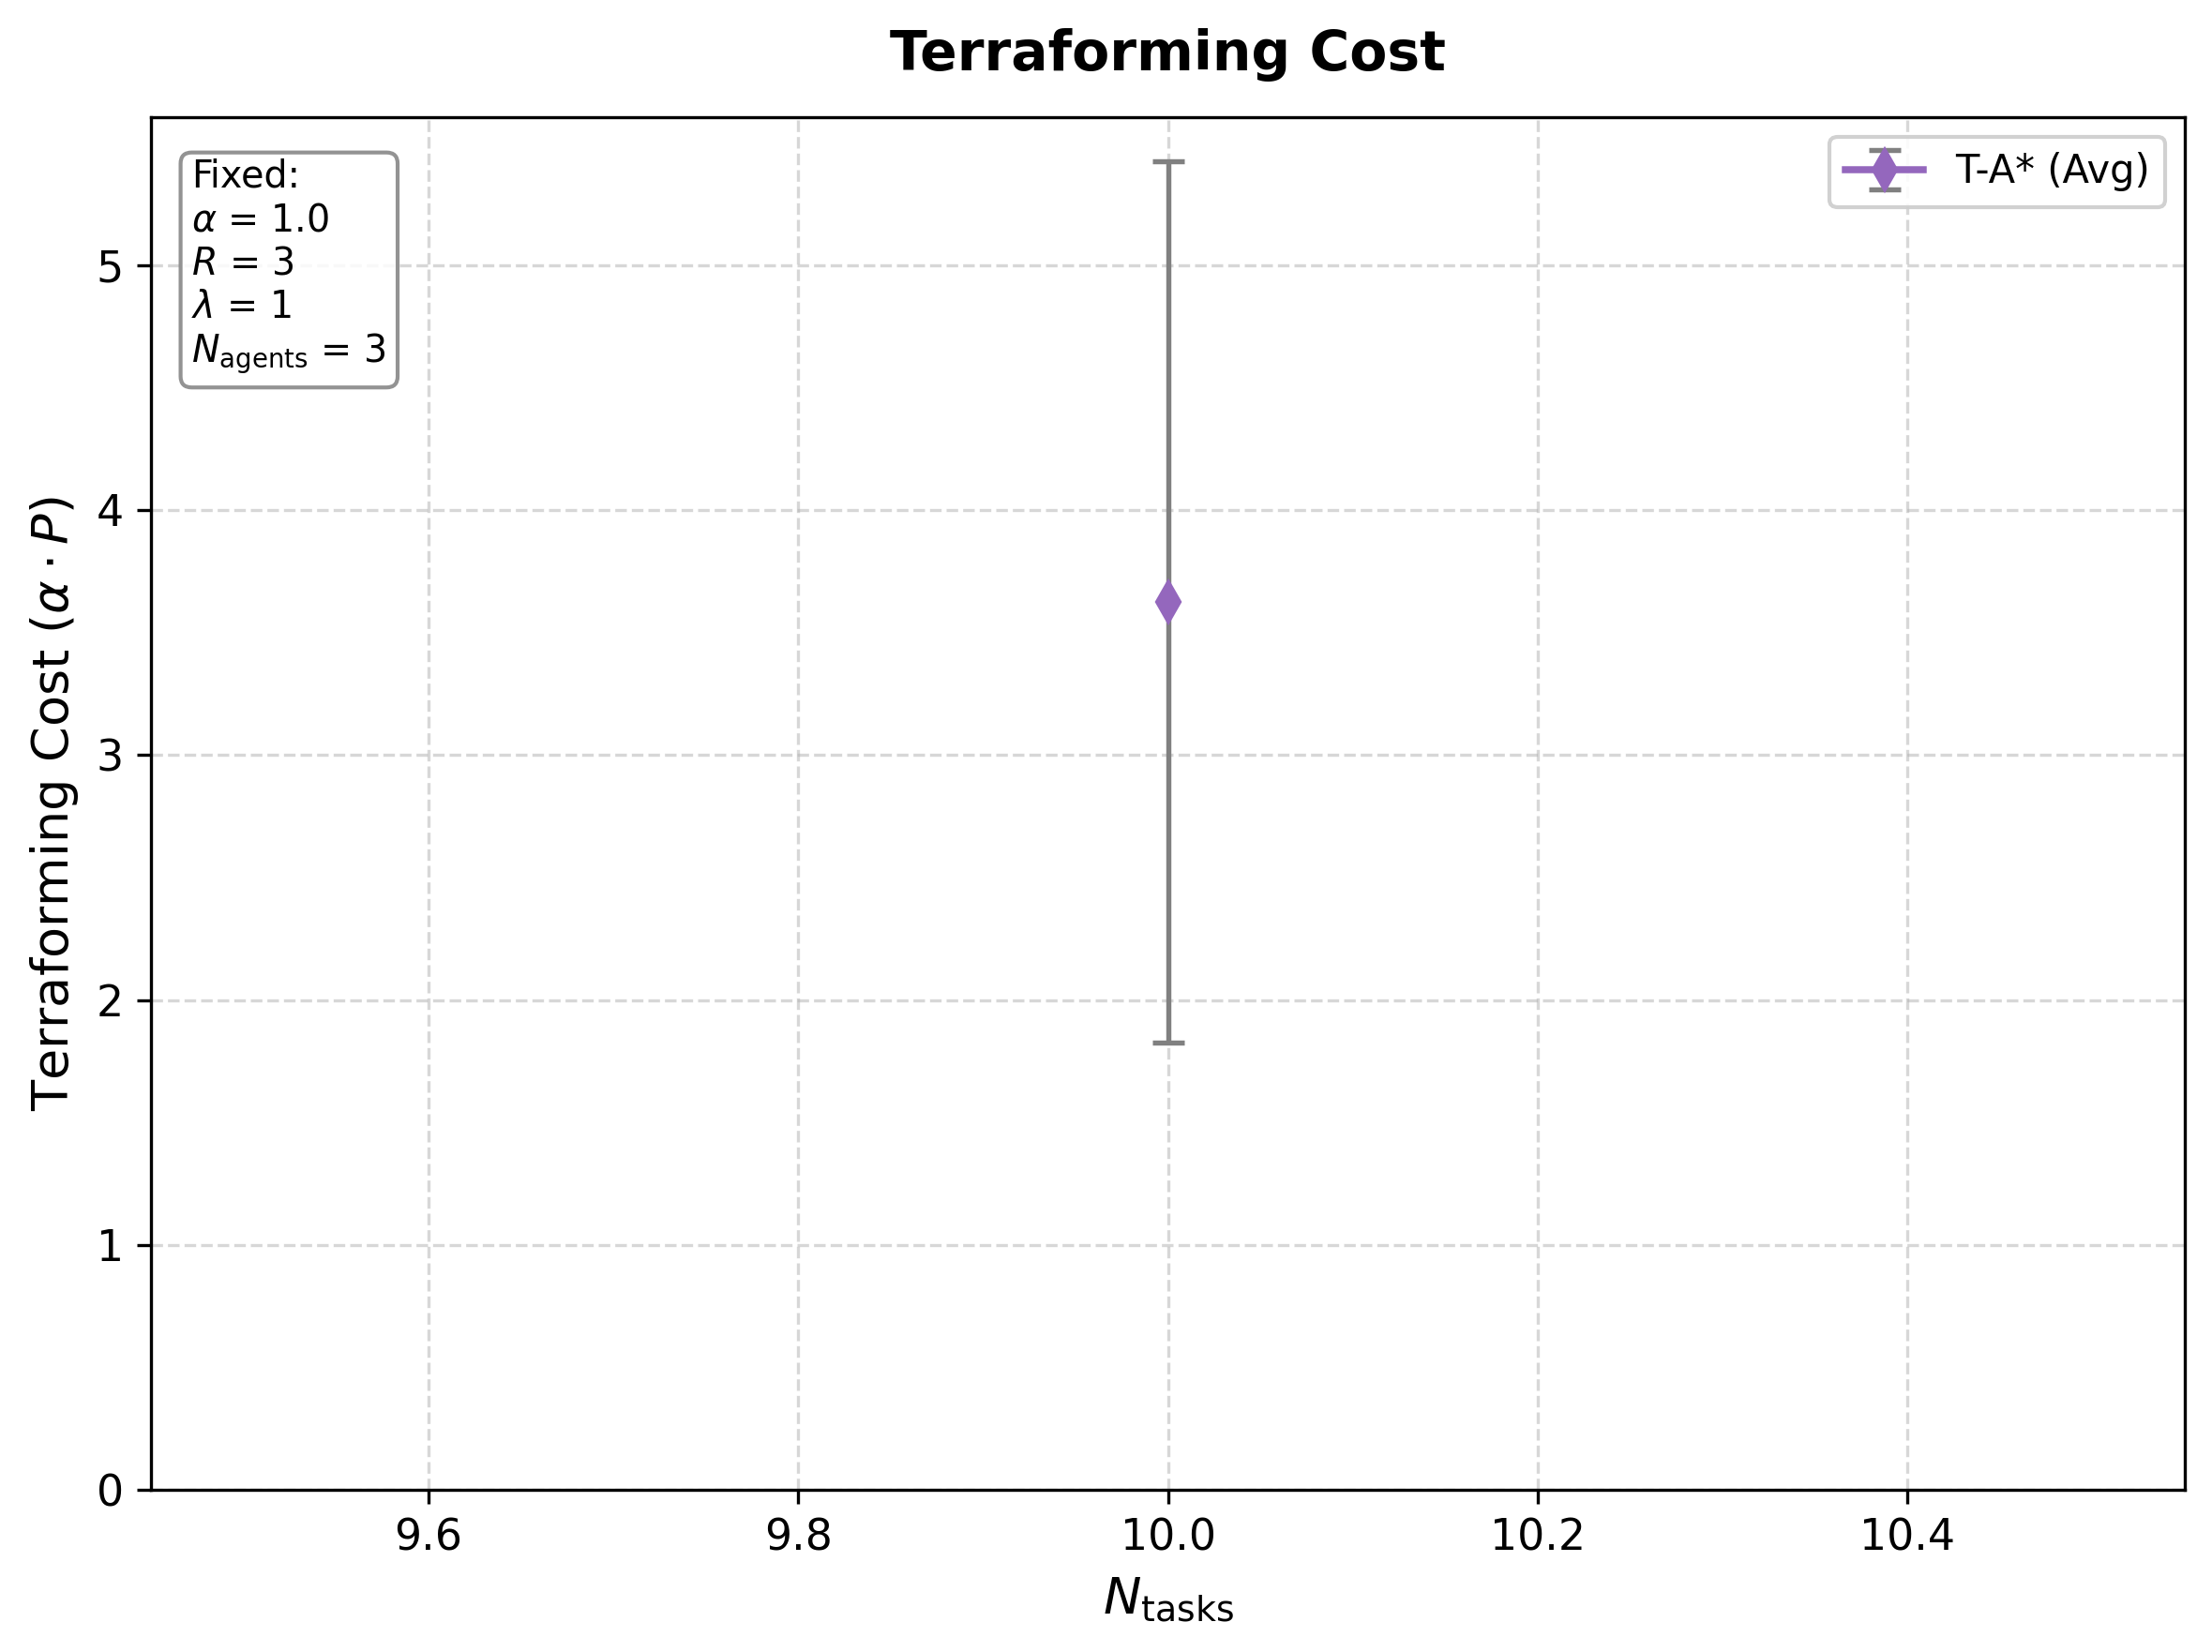 Terraforming Cost
Fixed:
α = 1.0
R = 3
λ = 1
N_agents = 3
T-A* (Avg)
Terraforming Cost (α · P)
5
4
3
2
1
0
9.6 9.8 10.0 10.2 10.4
N_tasks